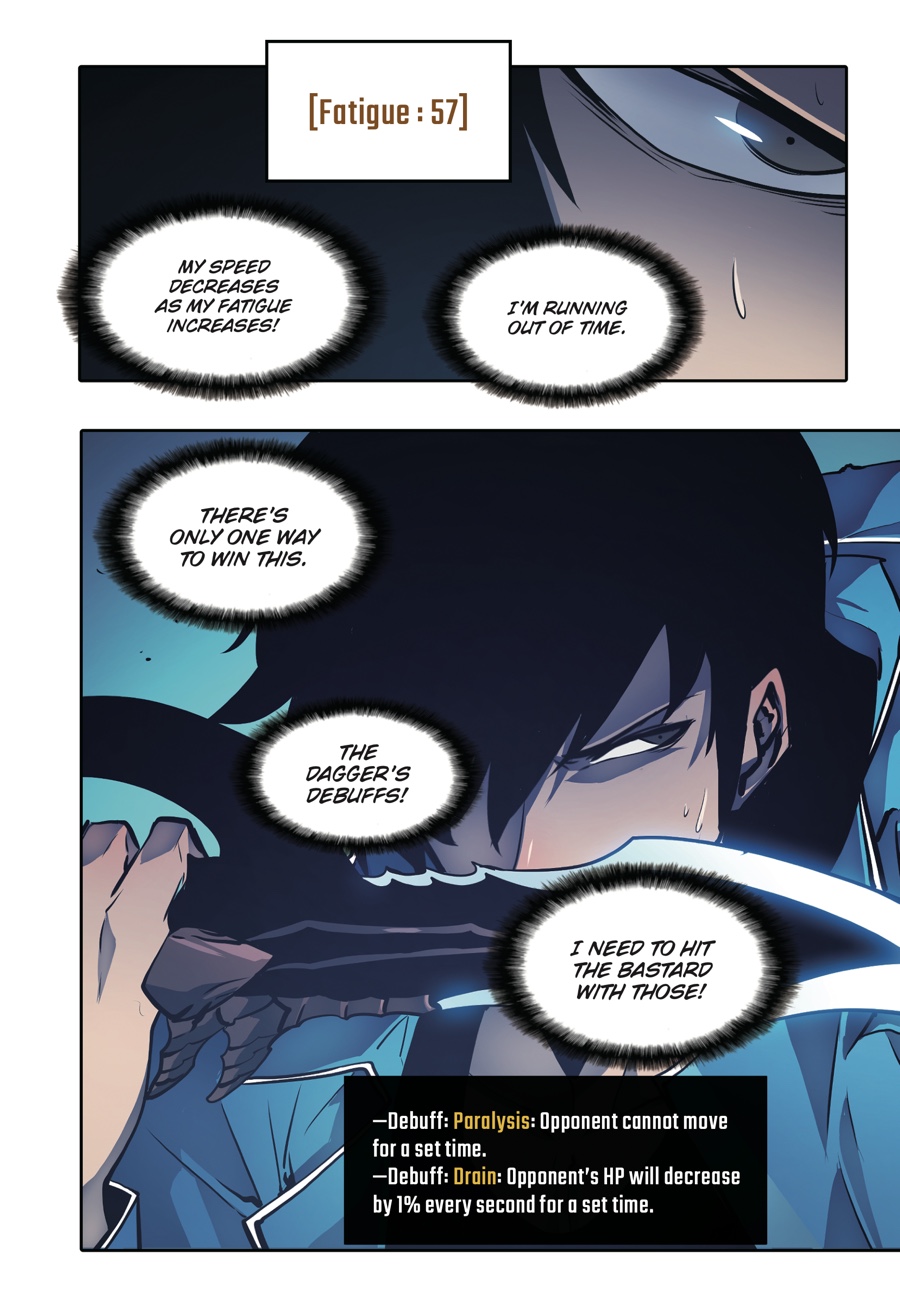 [Fatigue : 57]
MY SPEED
DECREASES
AS MY FATIGUE
INCREASES!
I'M RUNNING
OUT OF TIME.
THERE'S
ONLY ONE WAY
TO WIN THIS.
THE
DAGGER'S
DEBUFFS!
I NEED TO HIT
THE BASTARD
WITH THOSE!
—Debuff: Paralysis: Opponent cannot move
for a set time.
—Debuff: Drain: Opponent's HP will decrease
by 1% every second for a set time.